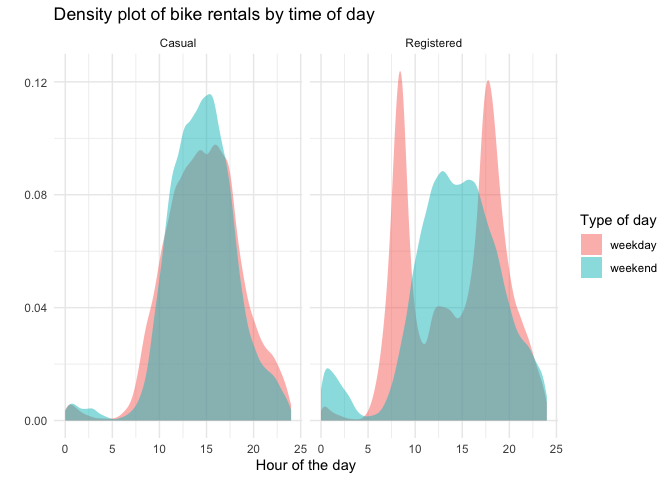 Density plot of bike rentals by time of day
Casual
Registered
0.12
0.08
0.04
0.00
0 5 10 15 20 25
0 5 10 15 20 25
Hour of the day
Type of day
weekday
weekend